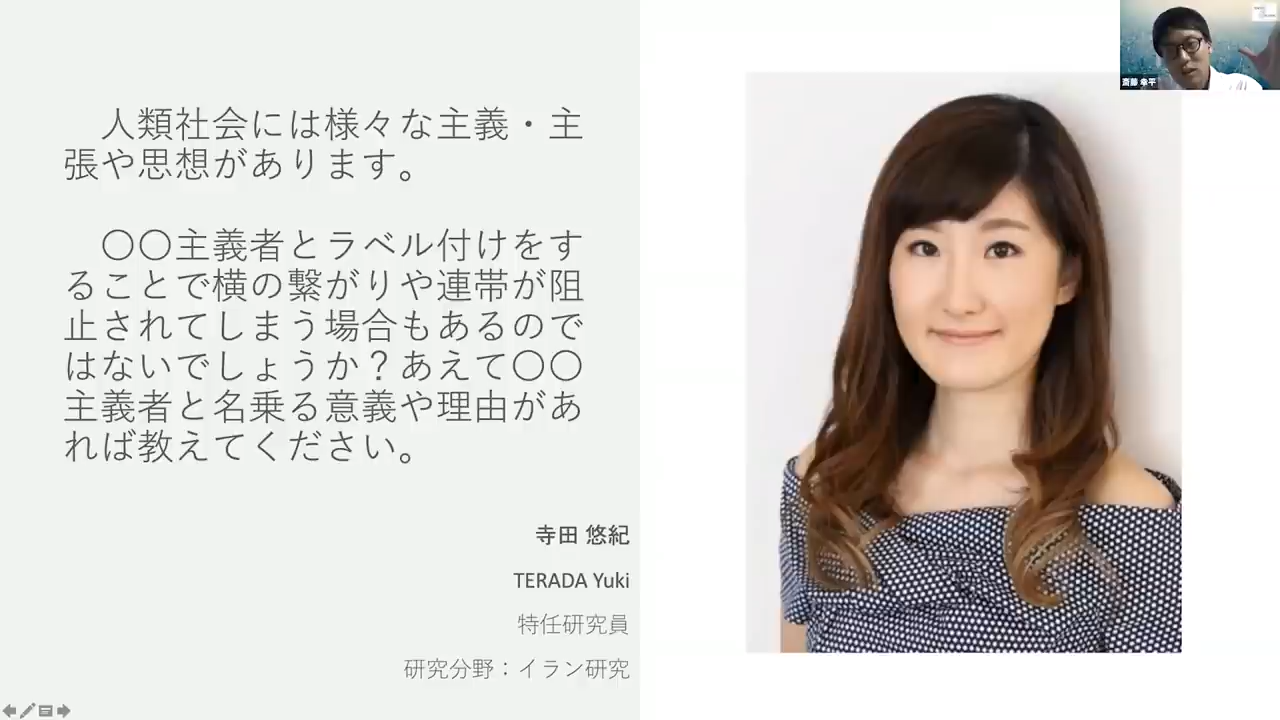 人類社会には様々な主義・主
張や思想があります。
〇〇主義者とラベル付けをす
ることで横の繋がりや連帯が阻
止されてしまう場合もあるので
はないでしょうか？あえて〇〇
主義者と名乗る意義や理由があ
れば教えてください。
寺田 悠紀
TERADA Yuki
特任研究員
研究分野：イラン研究
斎藤 幸平